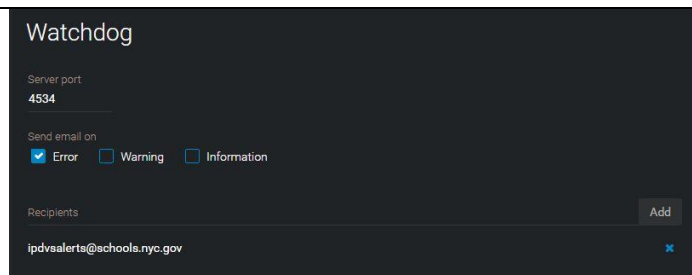 Watchdog
Server port
4534
Send email on
Error Warning Information
Recipients Add
ipdvsalerts@schools.nyc.gov